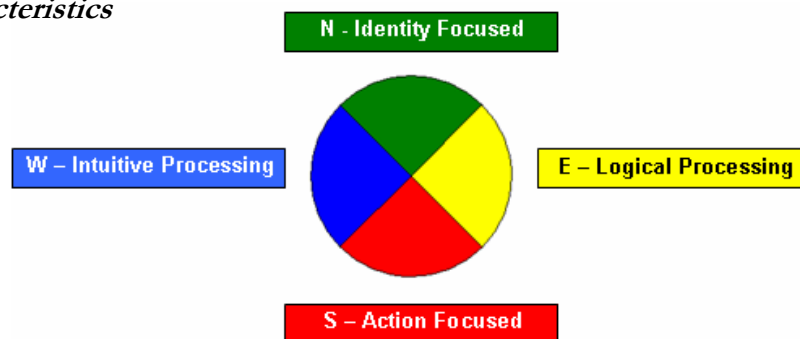 cteristics
N - Identity Focused
W – Intuitive Processing
E – Logical Processing
S – Action Focused